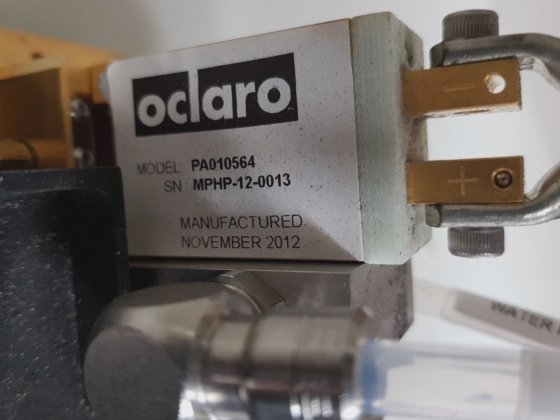 oclaro
MODEL: PA010564
SN: MPHP-12-0013
MANUFACTURED
NOVEMBER 2012
−
+
WATER